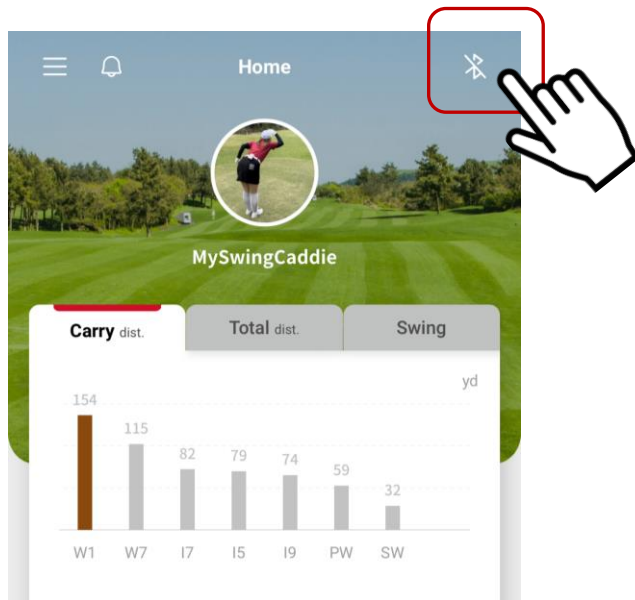 Home
MySwingCaddie
Carry dist.
Total dist.
Swing
yd
154
115
82
79
74
59
32
W1
W7
I7
I5
I9
PW
SW